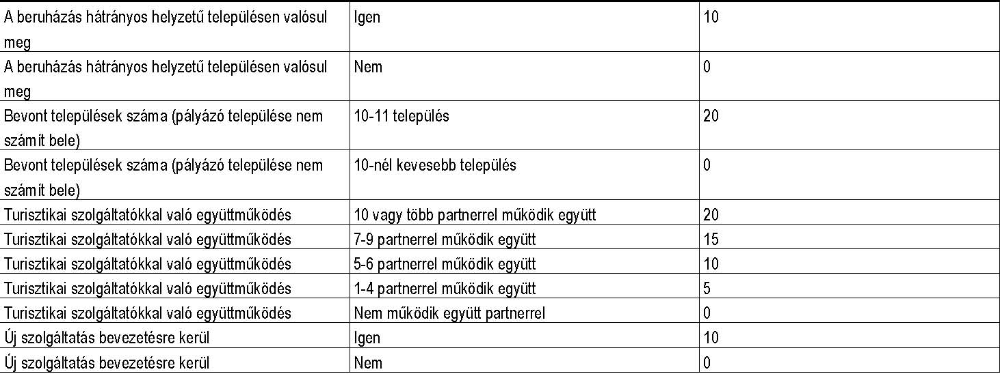 A beruházás hátrányos helyzetű településen valósul Igen 10
meg
A beruházás hátrányos helyzetű településen valósul Nem 0
meg
Bevont települések száma (pályázó települése nem 10-11 település 20
számít bele)
Bevont települések száma (pályázó települése nem 10-nél kevesebb település 0
számít bele)
Turisztikai szolgáltatókkal való együttműködés 10 vagy több partnerrel működik együtt 20
Turisztikai szolgáltatókkal való együttműködés 7-9 partnerrel működik együtt 15
Turisztikai szolgáltatókkal való együttműködés 5-6 partnerrel működik együtt 10
Turisztikai szolgáltatókkal való együttműködés 1-4 partnerrel működik együtt 5
Turisztikai szolgáltatókkal való együttműködés Nem működik együtt partnerrel 0
Új szolgáltatás bevezetésre kerül Igen 10
Új szolgáltatás bevezetésre kerül Nem 0